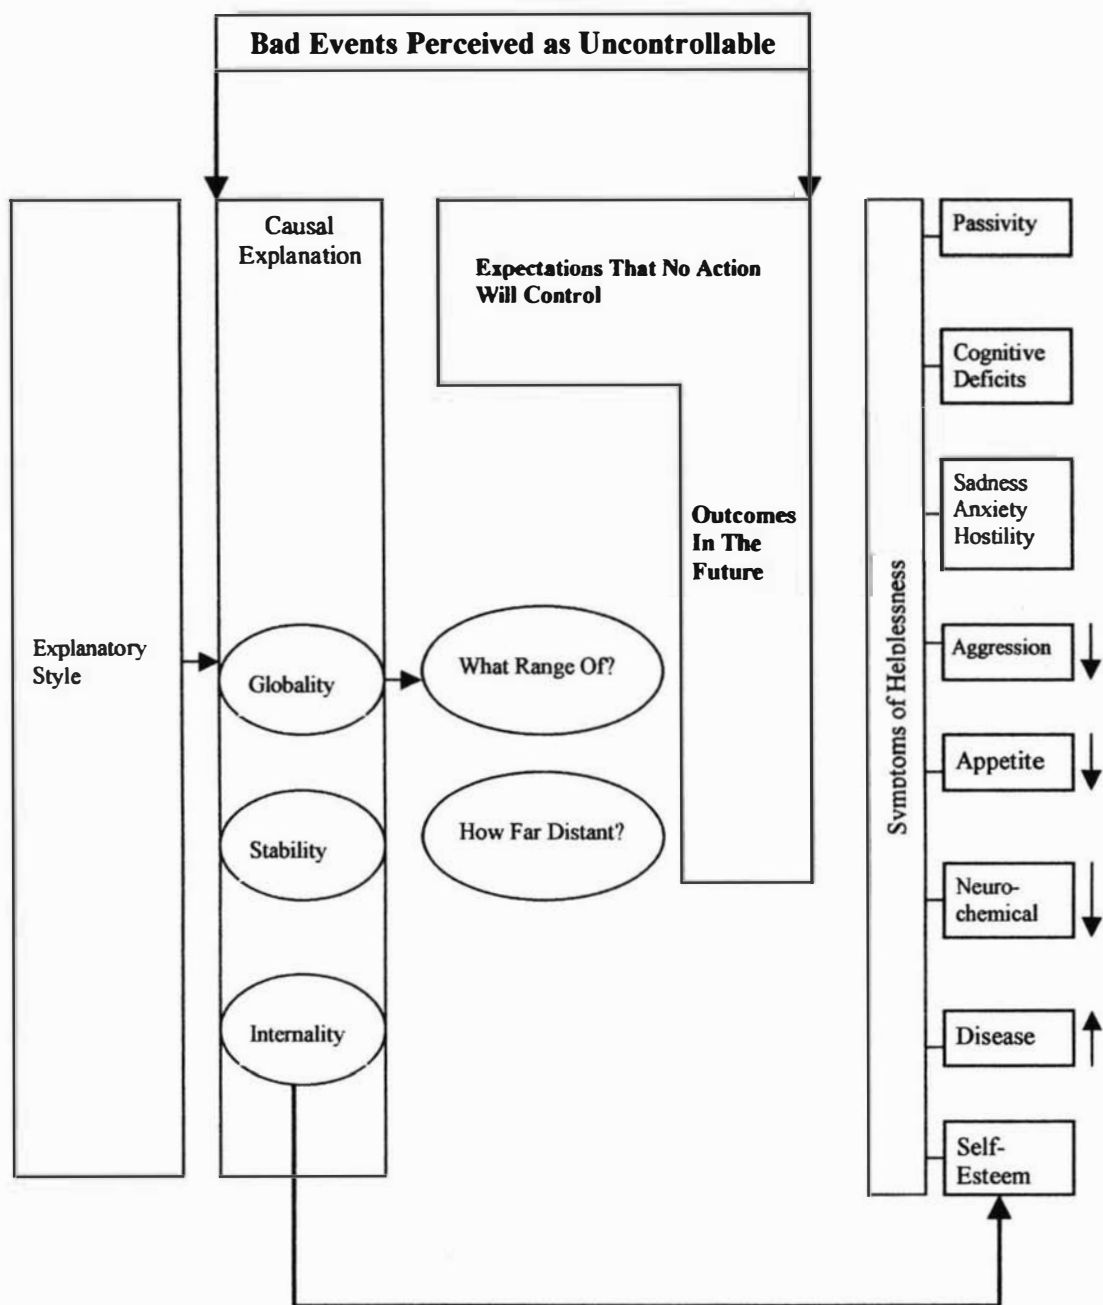 Bad Events Perceived as Uncontrollable
Causal
Explanation
Expectations That No Action
Will Control
Outcomes
In The
Future
Explanatory
Style
Globality
Stability
Internality
What Range Of?
How Far Distant?
Symptoms of Helplessness
Passivity
Cognitive
Deficits
Sadness
Anxiety
Hostility
Aggression
Appetite
Neuro-
chemical
Disease
Self-
Esteem